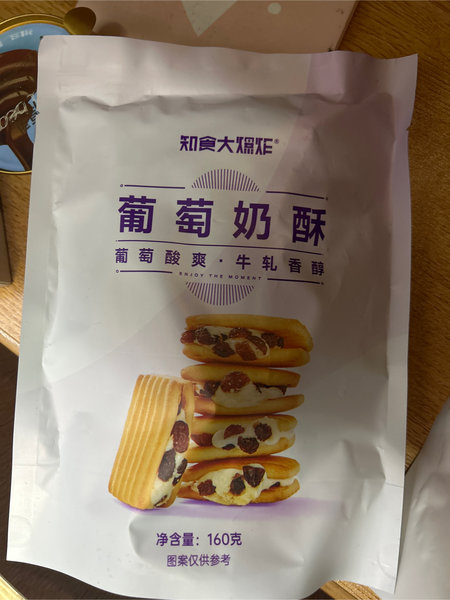 知食大爆炸®
葡萄奶酥
葡萄酸爽·牛轧香醇
ENJOY THE MOMENT
净含量：160克
图案仅供参考